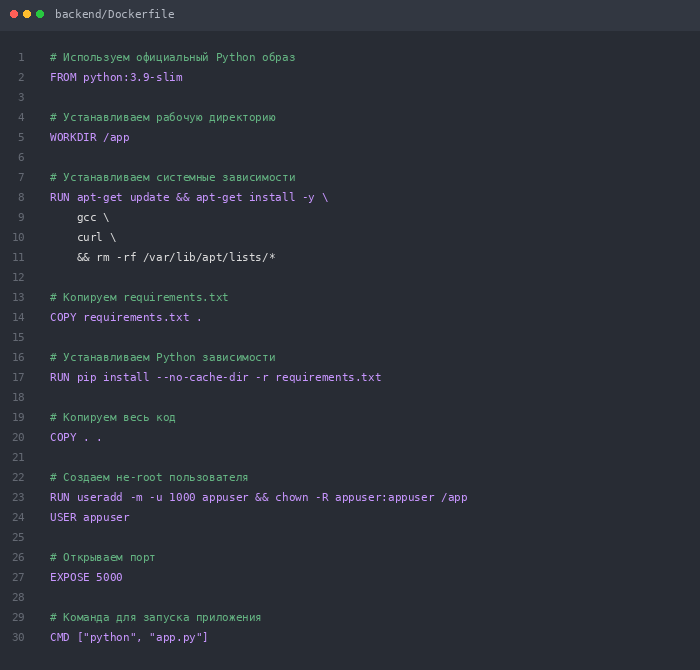 backend/Dockerfile
1 # Используем официальный Python образ
2 FROM python:3.9-slim
3
4 # Устанавливаем рабочую директорию
5 WORKDIR /app
6
7 # Устанавливаем системные зависимости
8 RUN apt-get update && apt-get install -y \
9     gcc \
10     curl \
11     && rm -rf /var/lib/apt/lists/*
12
13 # Копируем requirements.txt
14 COPY requirements.txt .
15
16 # Устанавливаем Python зависимости
17 RUN pip install --no-cache-dir -r requirements.txt
18
19 # Копируем весь код
20 COPY . .
21
22 # Создаем не-root пользователя
23 RUN useradd -m -u 1000 appuser && chown -R appuser:appuser /app
24 USER appuser
25
26 # Открываем порт
27 EXPOSE 5000
28
29 # Команда для запуска приложения
30 CMD ["python", "app.py"]